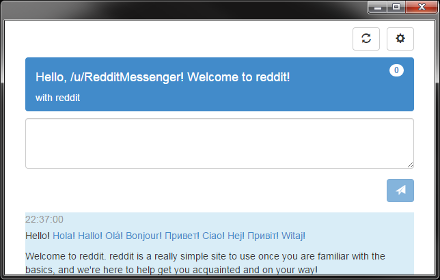 Hello, /u/RedditMessenger! Welcome to reddit!
0
with reddit
22:37:00
Hello! Hola! Hallo! Olá! Bonjour! Привет! Ciao! Hej! Привіт! Witaj!
Welcome to reddit. reddit is a really simple site to use once you are familiar with the
basics, and we're here to help get you acquainted and on your way!